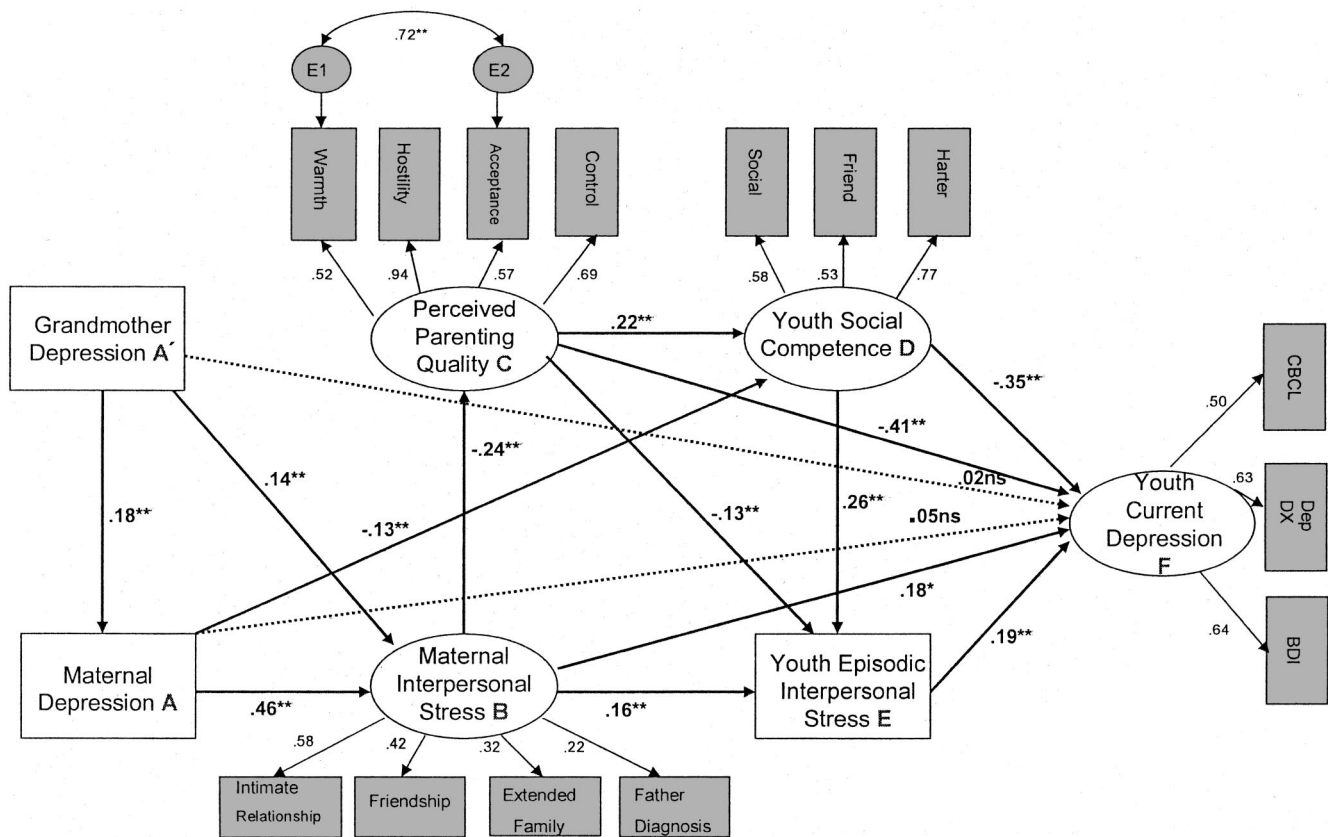 .72**
E1
E2
Warmth
Hostility
Acceptance
Control
Social
Friend
Harter
.52
.94
.57
.69
.58
.53
.77
Grandmother
Depression A´
Perceived
Parenting
Quality C
.22**
Youth Social
Competence D
CBCL
-.35**
.50
-.41**
-.24**
.14**
.02ns
.63
Dep
DX
Youth
Current
Depression
F
.18**
-.13**
-.13**
.26**
.05ns
.18*
.64
BDI
.19**
Maternal
Depression A
Maternal
Interpersonal
Stress B
Youth Episodic
Interpersonal
Stress E
.46**
.16**
.58
.42
.32
.22
Intimate
Relationship
Friendship
Extended
Family
Father
Diagnosis